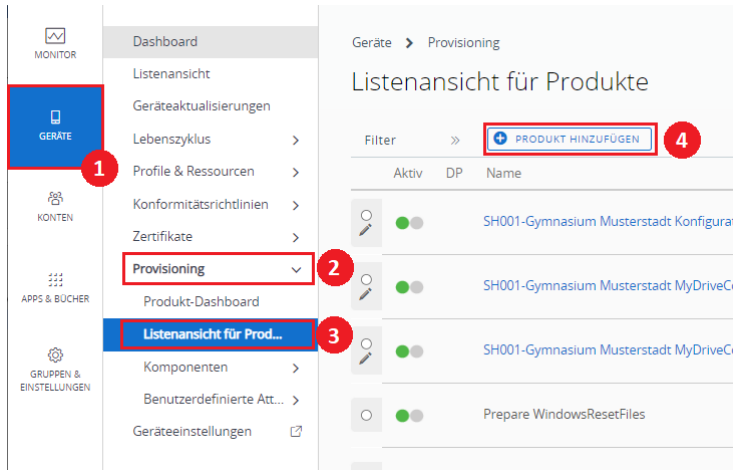 MONITOR
GERÄTE
1
KONTEN
APPS & BÜCHER
GRUPPEN &
EINSTELLUNGEN
Dashboard
Listenansicht
Geräteaktualisierungen
Lebenszyklus
Profile & Ressourcen
Konformitätsrichtlinien
Zertifikate
Provisioning
2
Produkt-Dashboard
Listenansicht für Prod...
3
Komponenten
Benutzerdefinierte Att...
Geräteeinstellungen
Geräte > Provisioning
Listenansicht für Produkte
Filter » PRODUKT HINZUFÜGEN 4
Aktiv DP Name
SH001-Gymnasium Musterstadt Konfigurat
SH001-Gymnasium Musterstadt MyDriveCo
SH001-Gymnasium Musterstadt MyDriveCo
Prepare WindowsResetFiles